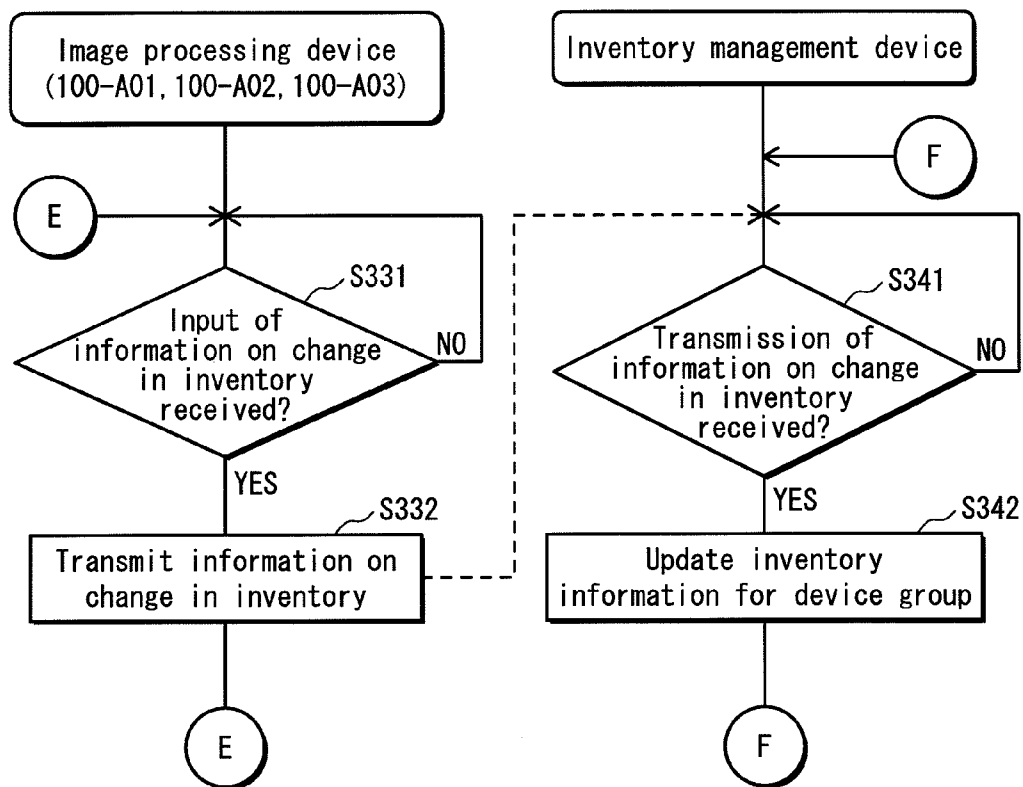 Image processing device
(100-A01, 100-A02, 100-A03)
E
S331
Input of
information on change
in inventory
received?
NO
YES
S332
Transmit information on
change in inventory
E
Inventory management device
F
S341
Transmission of
information on change
in inventory
received?
NO
YES
S342
Update inventory
information for device group
F